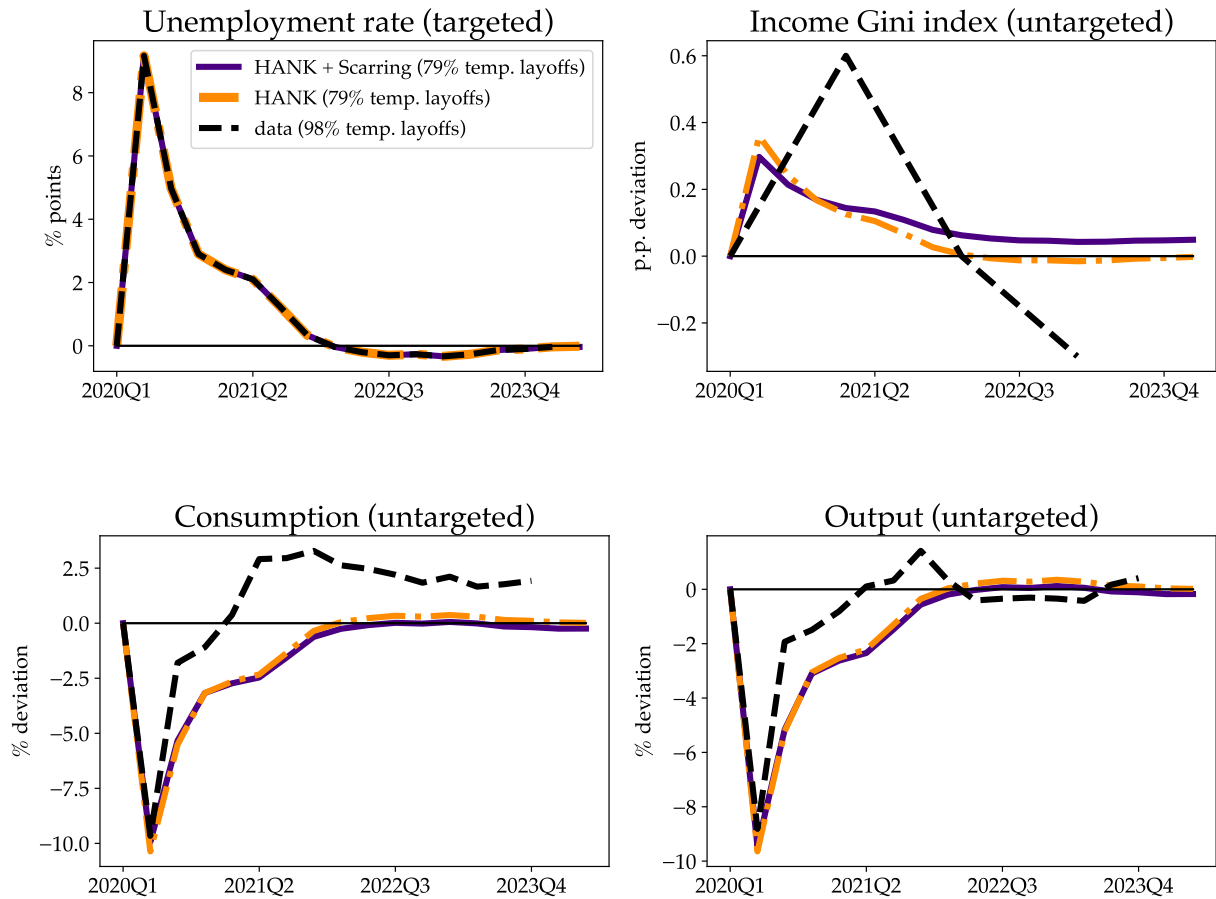 Unemployment rate (targeted)
% points
8
6
4
2
0
2020Q1
2021Q2
2022Q3
2023Q4
HANK + Scarring (79% temp. layoffs)
HANK (79% temp. layoffs)
data (98% temp. layoffs)
Income Gini index (untargeted)
p.p. deviation
0.6
0.4
0.2
0.0
−0.2
2020Q1
2021Q2
2022Q3
2023Q4
Consumption (untargeted)
% deviation
2.5
0.0
−2.5
−5.0
−7.5
−10.0
2020Q1
2021Q2
2022Q3
2023Q4
Output (untargeted)
% deviation
0
−2
−4
−6
−8
−10
2020Q1
2021Q2
2022Q3
2023Q4